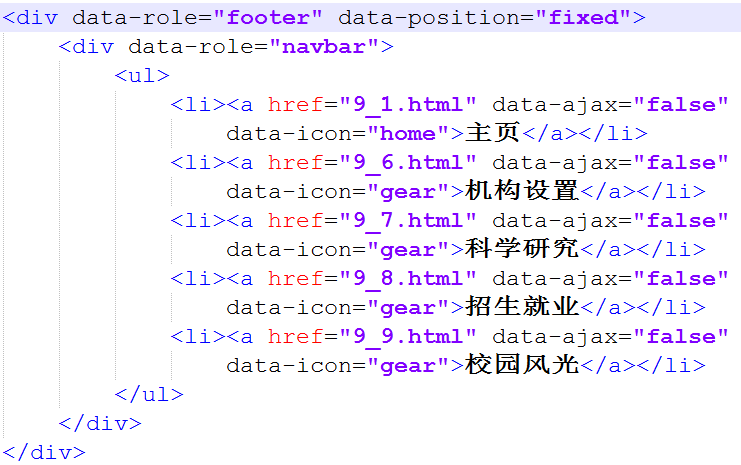 <div data-role="footer" data-position="fixed">
    <div data-role="navbar">
        <ul>
            <li><a href="9_1.html" data-ajax="false"
                data-icon="home">主页</a></li>
            <li><a href="9_6.html" data-ajax="false"
                data-icon="gear">机构设置</a></li>
            <li><a href="9_7.html" data-ajax="false"
                data-icon="gear">科学研究</a></li>
            <li><a href="9_8.html" data-ajax="false"
                data-icon="gear">招生就业</a></li>
            <li><a href="9_9.html" data-ajax="false"
                data-icon="gear">校园风光</a></li>
        </ul>
    </div>
</div>